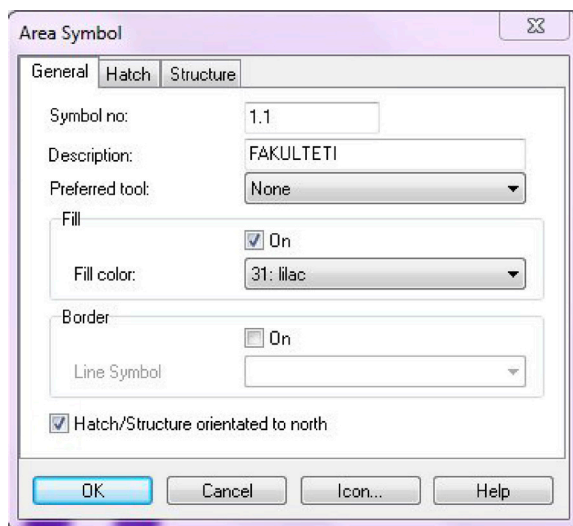 Area Symbol
General Hatch Structure
Symbol no: 1.1
Description: FAKULTETI
Preferred tool: None
Fill
On
Fill color: 31: lilac
Border
On
Line Symbol
Hatch/Structure orientated to north
OK Cancel Icon... Help